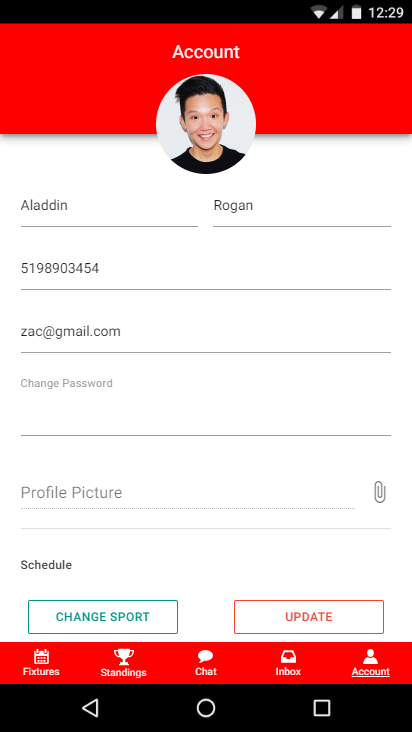 12:29
Account
Aladdin Rogan
5198903454
zac@gmail.com
Change Password
Profile Picture
Schedule
CHANGE SPORT UPDATE
Fixtures Standings Chat Inbox Account